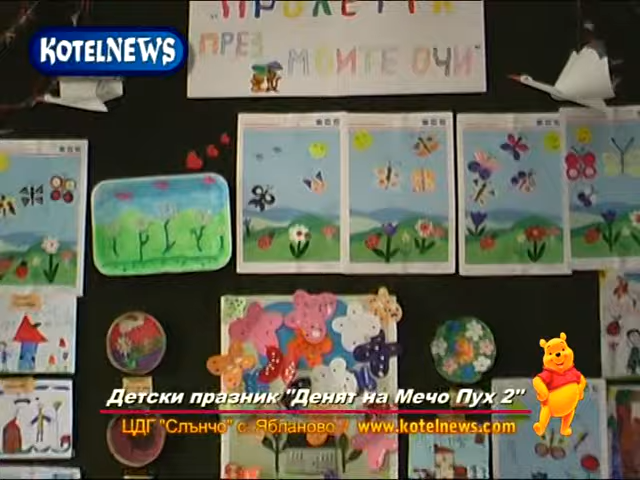 „ПРОЛЕТТА
ПРЕЗ МОИТЕ ОЧИ"
KOTELNEWS
Детски празник "Денят на Мечо Пух 2"
ЦДГ "Слънчо" с. Ябланово / www.kotelnews.com